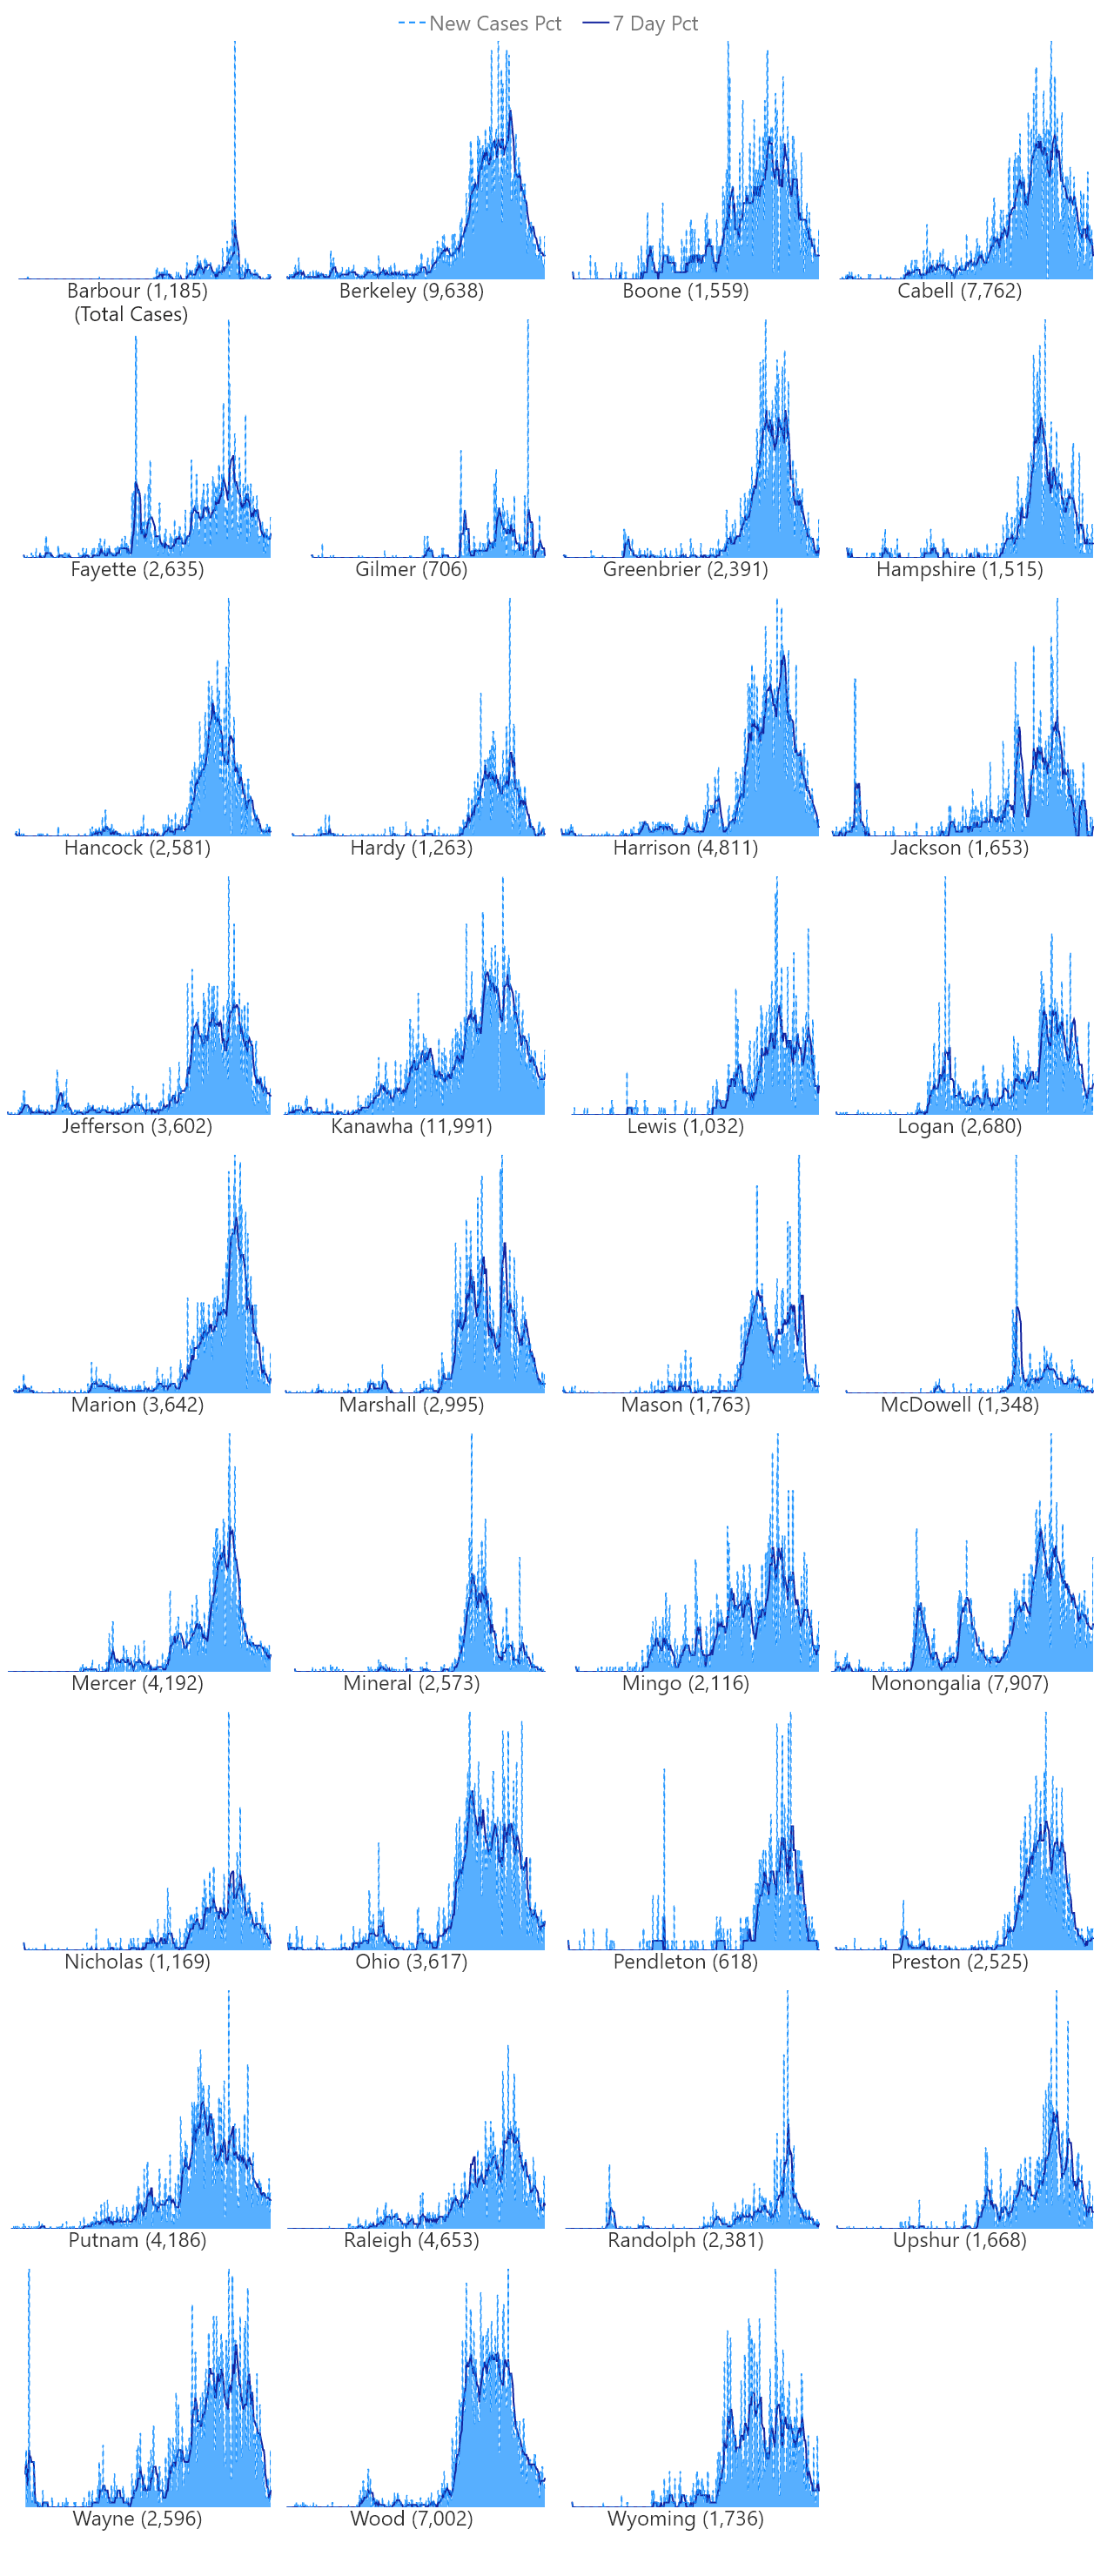 New Cases Pct 7 Day Pct
Barbour (1,185) Berkeley (9,638) Boone (1,559) Cabell (7,762)
(Total Cases)
Fayette (2,635) Gilmer (706) Greenbrier (2,391) Hampshire (1,515)
Hancock (2,581) Hardy (1,263) Harrison (4,811) Jackson (1,653)
Jefferson (3,602) Kanawha (11,991) Lewis (1,032) Logan (2,680)
Marion (3,642) Marshall (2,995) Mason (1,763) McDowell (1,348)
Mercer (4,192) Mineral (2,573) Mingo (2,116) Monongalia (7,907)
Nicholas (1,169) Ohio (3,617) Pendleton (618) Preston (2,525)
Putnam (4,186) Raleigh (4,653) Randolph (2,381) Upshur (1,668)
Wayne (2,596) Wood (7,002) Wyoming (1,736)